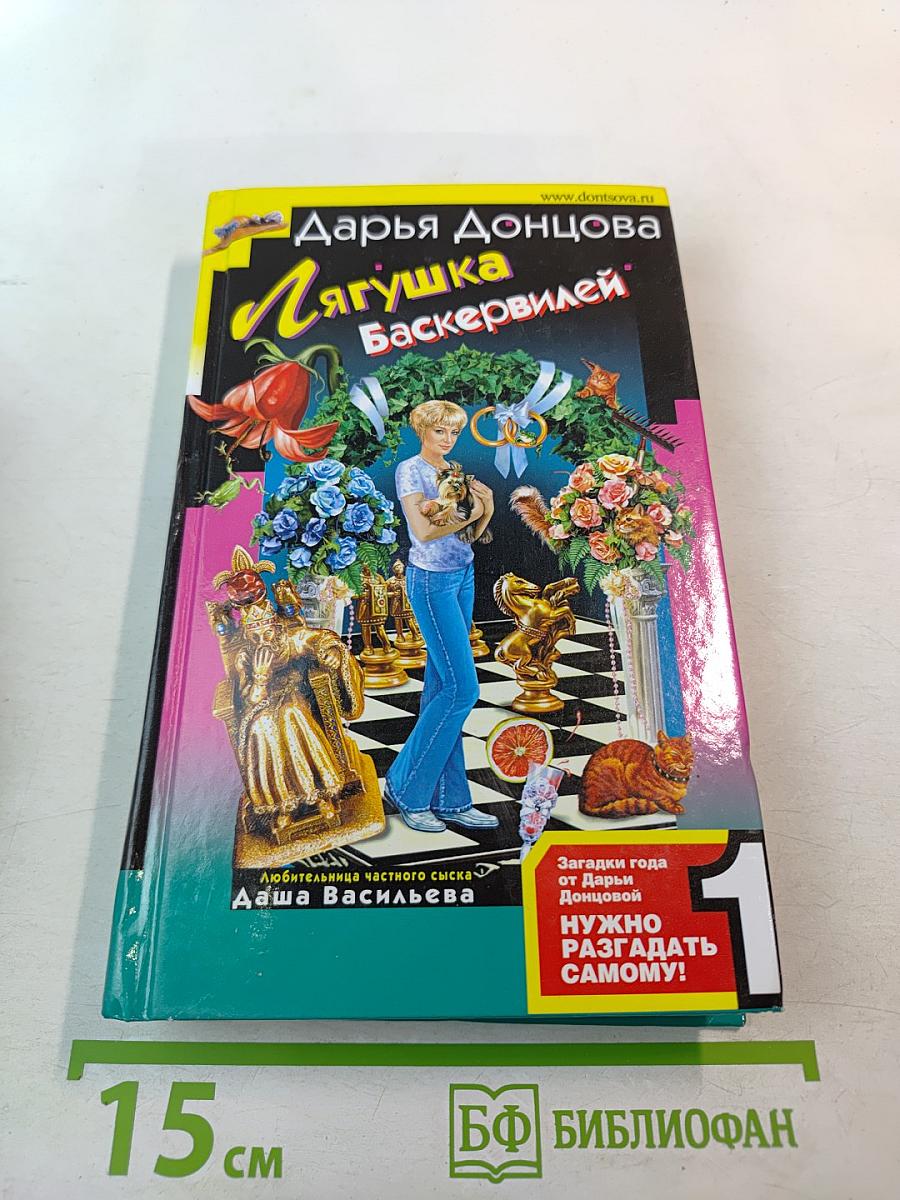 www.dontsova.ru
Дарья Донцова
Лягушка
Баскервилей
Любительница частного сыска
Даша Васильева
Загадки года
от Дарьи
Донцовой
НУЖНО
РАЗГАДАТЬ
САМОМУ!
1
15 см
БФ БИБЛИОФАН